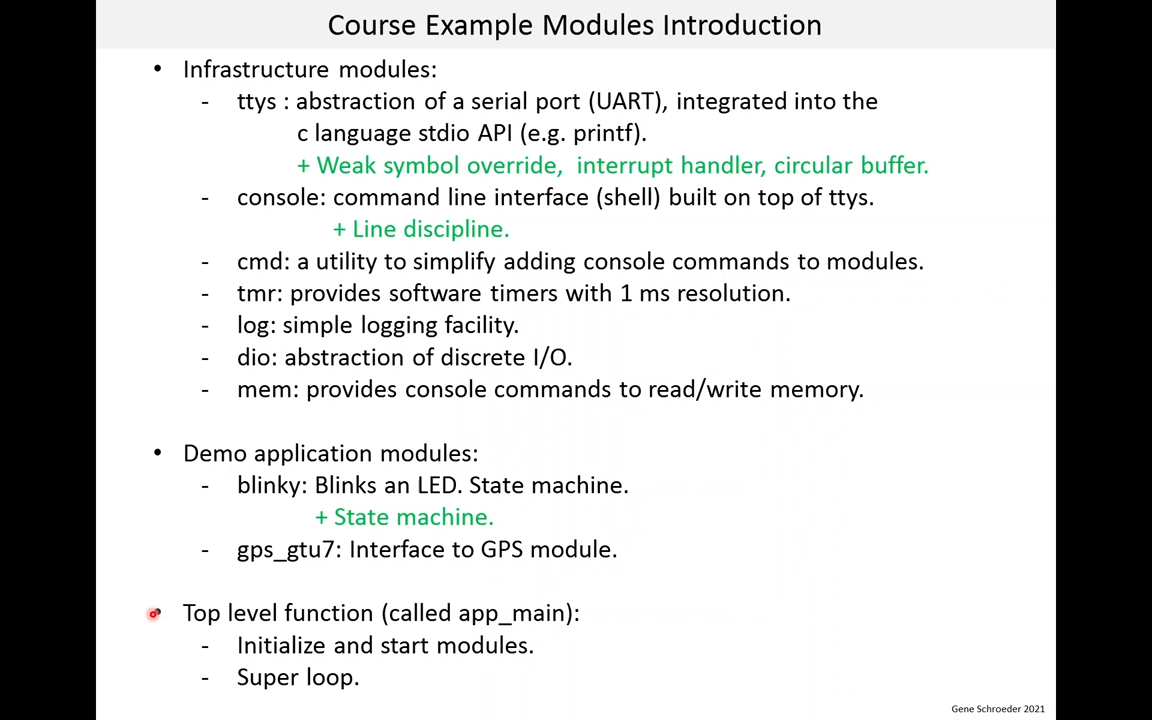 Course Example Modules Introduction
• Infrastructure modules:
- ttys : abstraction of a serial port (UART), integrated into the
c language stdio API (e.g. printf).
+ Weak symbol override, interrupt handler, circular buffer.
- console: command line interface (shell) built on top of ttys.
+ Line discipline.
- cmd: a utility to simplify adding console commands to modules.
- tmr: provides software timers with 1 ms resolution.
- log: simple logging facility.
- dio: abstraction of discrete I/O.
- mem: provides console commands to read/write memory.
• Demo application modules:
- blinky: Blinks an LED. State machine.
+ State machine.
- gps_gtu7: Interface to GPS module.
• Top level function (called app_main):
- Initialize and start modules.
- Super loop.
Gene Schroeder 2021